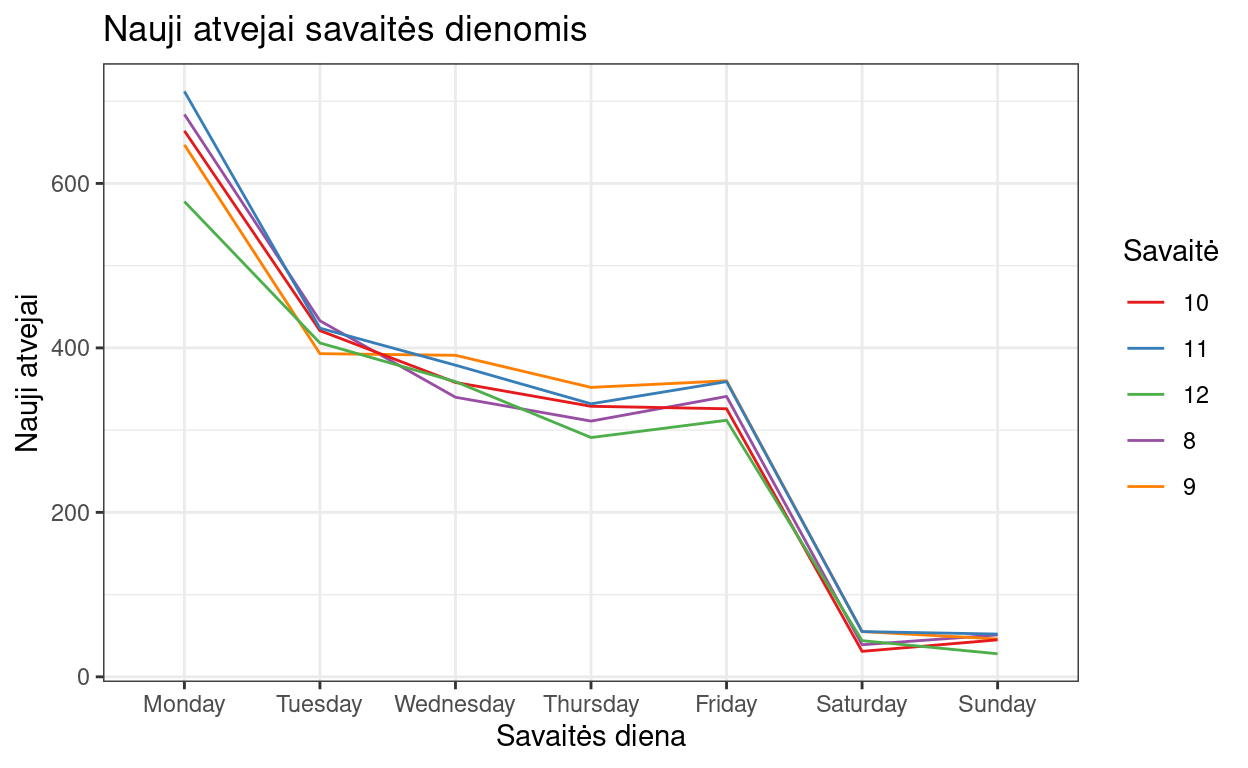 Nauji atvejai savaitės dienomis
Nauji atvejai
600
400
200
0
Monday Tuesday Wednesday Thursday Friday Saturday Sunday
Savaitės diena
Savaitė
10
11
12
8
9